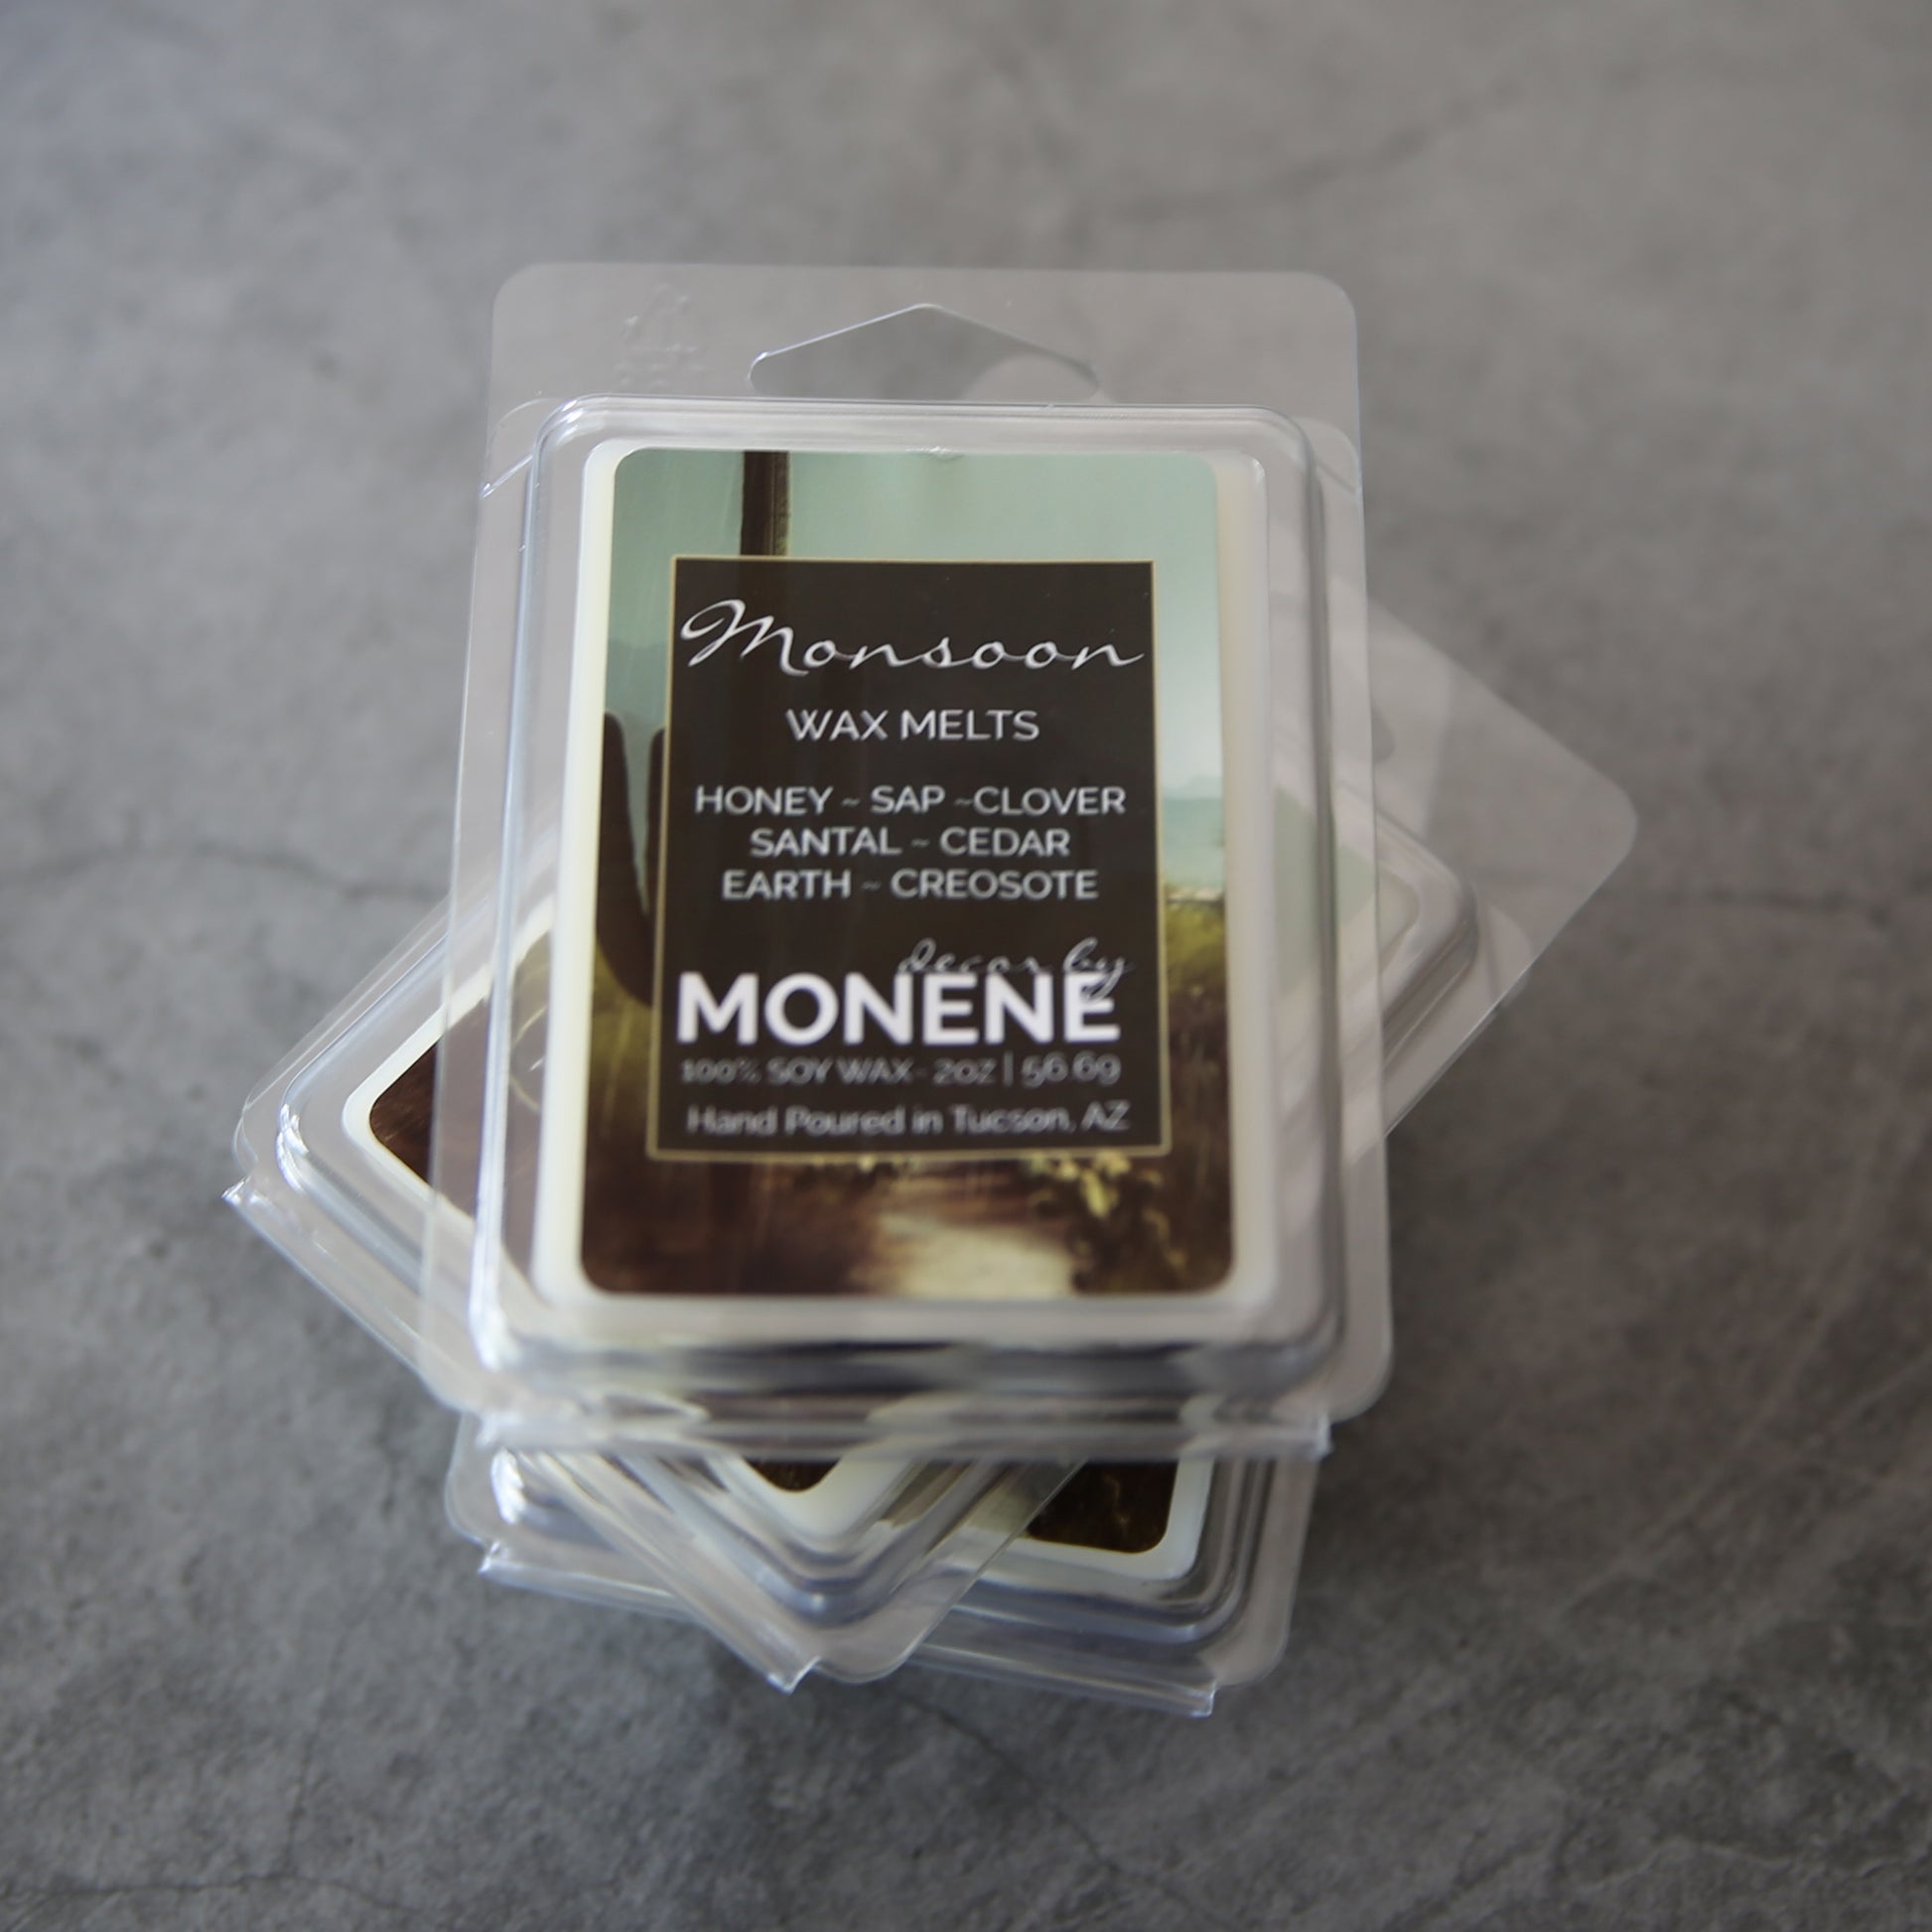 Monsoon
WAX MELTS
HONEY ~ SAP ~CLOVER
SANTAL ~ CEDAR
EARTH ~ CREOSOTE
decor by
MONENE
100% SOY WAX - 2oz | 56.69
Hand Poured in Tucson, AZ